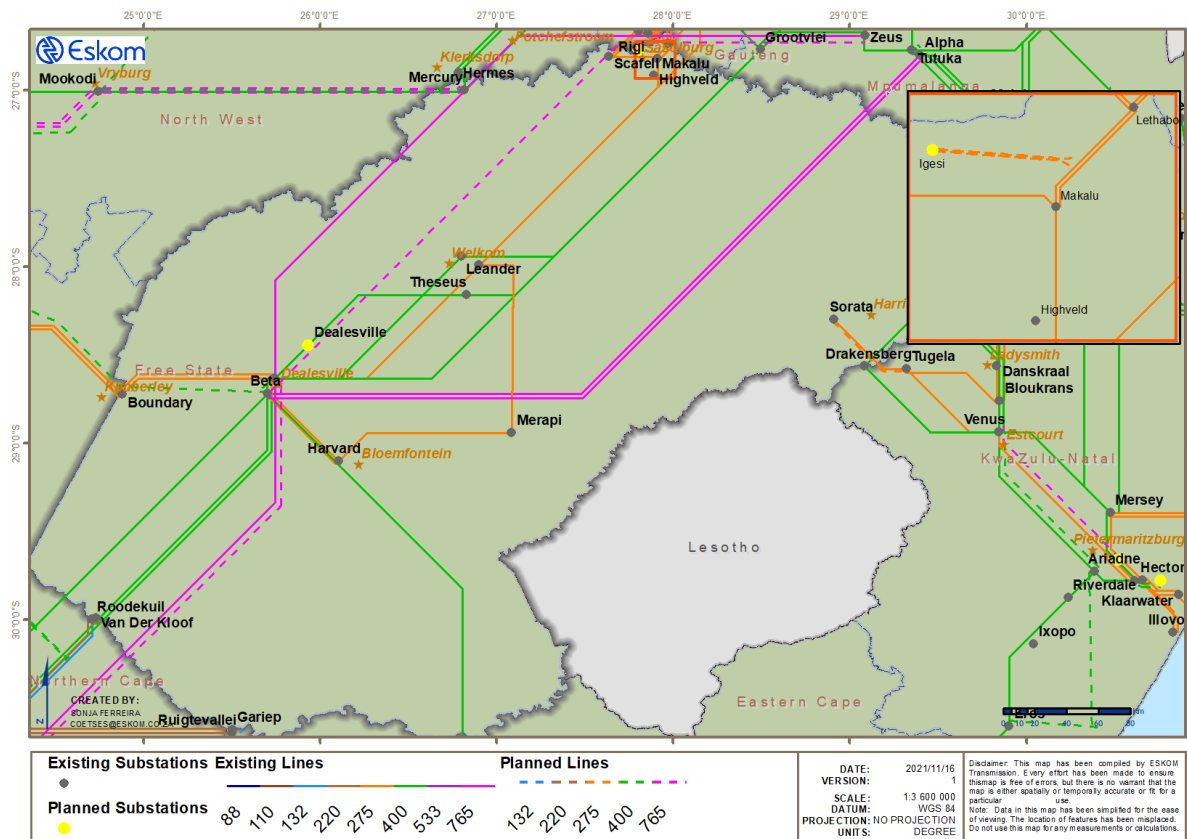 25°0'0"E 26°0'0"E 27°0'0"E 28°0'0"E 29°0'0"E 30°0'0"E
Eskom
Potchefstroom
Rigi
Grootvlei
Zeus
Alpha
Tutuka
Gauteng
Klerksdorp
Scafell Makalu
Highveld
Mookodi
Vryburg
Mercury
Hermes
Mpumalanga
27°0'0"S
North West
Lethabo
Igesi
Makalu
Highveld
28°0'0"S
Welkom
Leander
Theseus
Dealesville
Sorata
Harri
Free State
Dealesville
Beta
Kimberley
Boundary
Drakensberg
Tugela
Ladysmith
Danskraal
Bloukrans
Merapi
Venus
Estcourt
29°0'0"S
Harvard
Bloemfontein
KwaZulu-Natal
Mersey
Lesotho
Pietermaritzburg
Ariadne
Hector
Riverdale
Klaarwater
Roodekuil
Van Der Kloof
Illovo
30°0'0"S
Ixopo
Northern Cape
Eastern Cape
CREATED BY:
SONJA FERREIRA
COETSES@ESKOM.CO.ZA
Ruigtevallei
Gariep
N
Eros
0 10 20 40 60 80
Km
Existing Substations
Existing Lines
Planned Lines
Planned Substations
88 110 132 220 275 400 533 765
132 220 275 400 765
DATE: 2021/11/16
VERSION: 1
SCALE: 1:3 600 000
DATUM: WGS 84
PROJECTION: NO PROJECTION
UNITS: DEGREE
Disclaimer: This map has been compiled by ESKOM
Transmission. Every effort has been made to ensure
thismap is free of errors, but there is no warrant that the
map is either spatially or temporally accurate or fit for a
particular use.
Note: Data in this map has been simplified for the ease
of viewing. The location of features has been misplaced.
Do not use this map for any measurements or calculations.